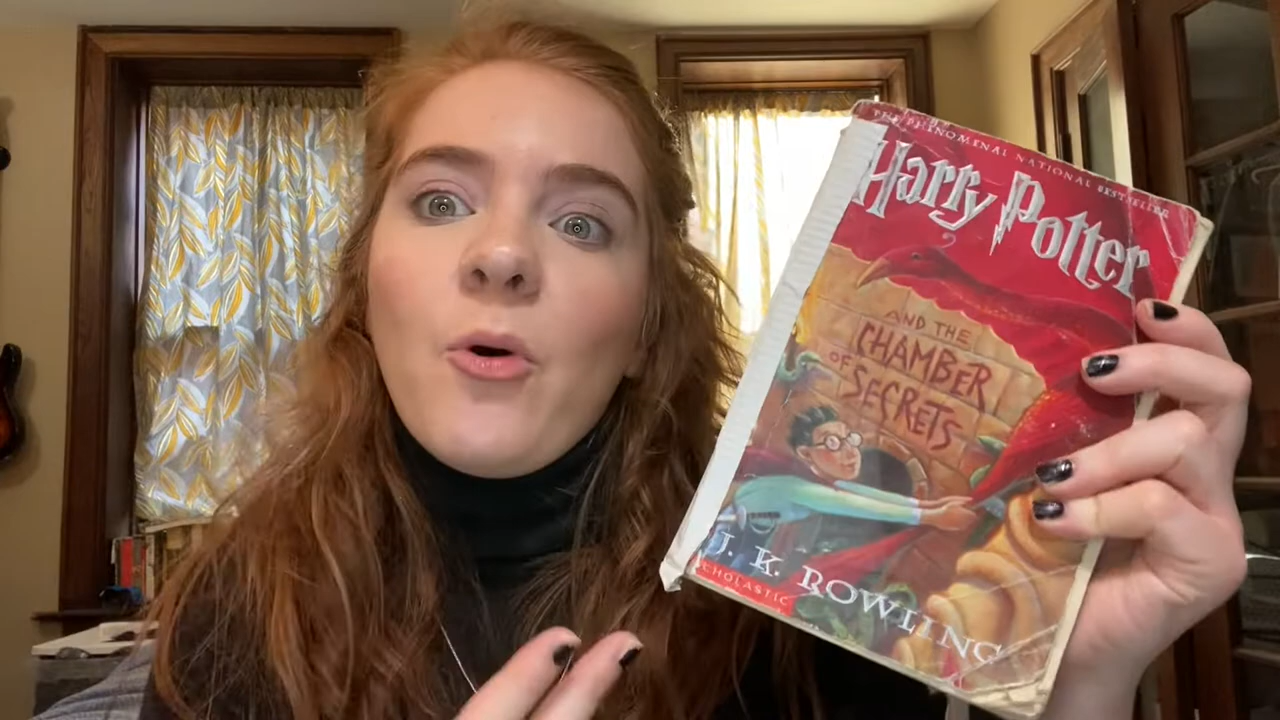 THE PHENOMENAL NATIONAL BESTSELLER
Harry Potter
AND THE
CHAMBER
OF SECRETS
J. K. ROWLING
SCHOLASTIC